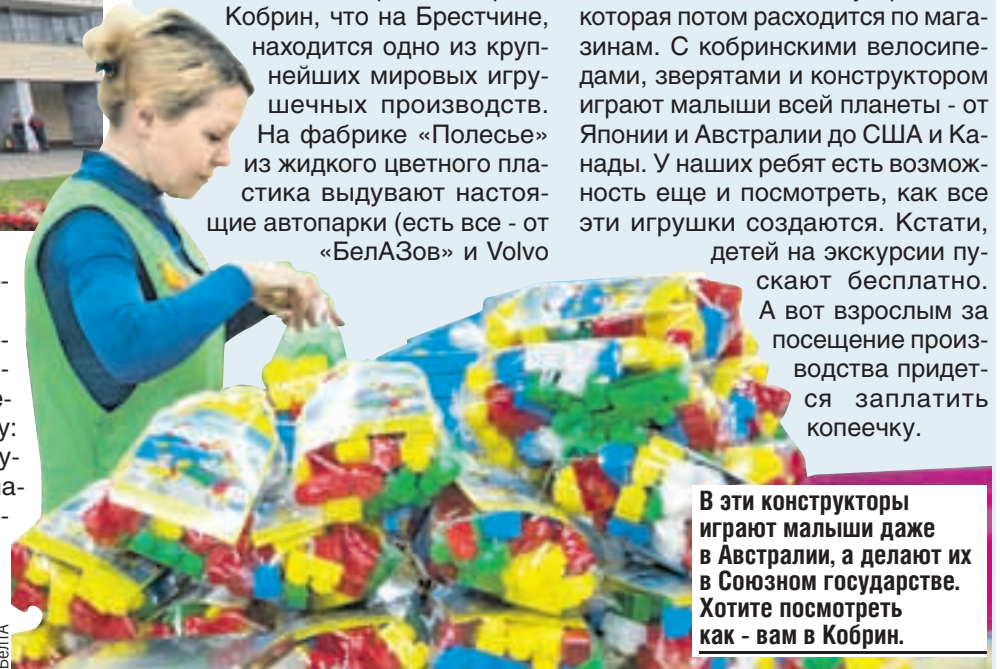 Кобрин, что на Брестчине,
находится одно из круп-
нейших мировых игру-
шечных производств.
На фабрике «Полесье»
из жидкого цветного пла-
стика выдувают настоя-
щие автопарки (есть все - от
«БелАЗов» и Volvo
которая потом расходится по мага-
зинам. С кобринскими велосипе-
дами, зверятами и конструктором
играют малыши всей планеты - от
Японии и Австралии до США и Ка-
нады. У наших ребят есть возмож-
ность еще и посмотреть, как все
эти игрушки создаются. Кстати,
детей на экскурсии пу-
скают бесплатно.
А вот взрослым за
посещение произ-
водства придет-
ся заплатить
копеечку.
В эти конструкторы
играют малыши даже
в Австралии, а делают их
в Союзном государстве.
Хотите посмотреть
как - вам в Кобрин.
БелТА